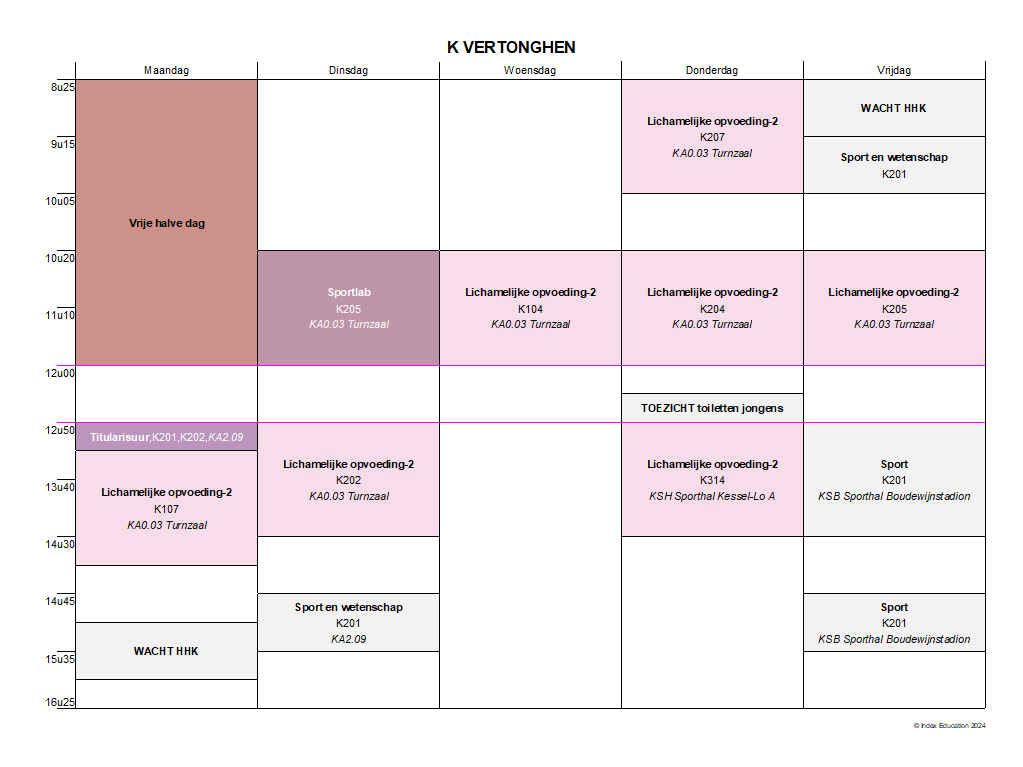 K VERTONGHEN
Maandag
Dinsdag
Woensdag
Donderdag
Vrijdag
8u25
9u15
10u05
10u20
11u10
12u00
12u50
13u40
14u30
14u45
15u35
16u25
Vrije halve dag
Titularisuur,K201,K202,KA2.09
Lichamelijke opvoeding-2
K107
KA0.03 Turnzaal
WACHT HHK
Sportlab
K205
KA0.03 Turnzaal
Lichamelijke opvoeding-2
K202
KA0.03 Turnzaal
Sport en wetenschap
K201
KA2.09
Lichamelijke opvoeding-2
K104
KA0.03 Turnzaal
Lichamelijke opvoeding-2
K207
KA0.03 Turnzaal
Lichamelijke opvoeding-2
K204
KA0.03 Turnzaal
TOEZICHT toiletten jongens
Lichamelijke opvoeding-2
K314
KSH Sporthal Kessel-Lo A
WACHT HHK
Sport en wetenschap
K201
Lichamelijke opvoeding-2
K205
KA0.03 Turnzaal
Sport
K201
KSB Sporthal Boudewijnstadion
Sport
K201
KSB Sporthal Boudewijnstadion
© Index Education 2024